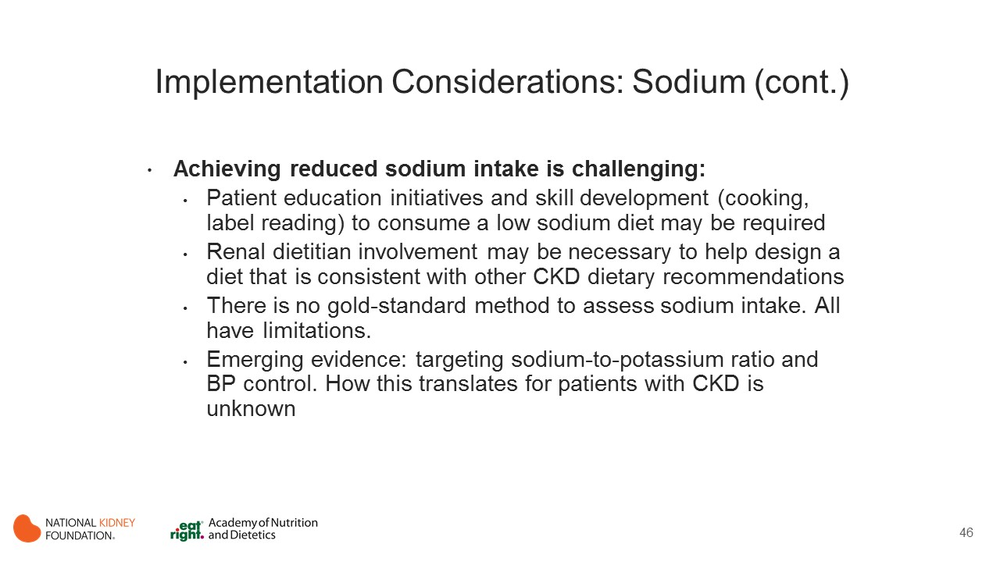 Implementation Considerations: Sodium (cont.)
• Achieving reduced sodium intake is challenging:
• Patient education initiatives and skill development (cooking,
label reading) to consume a low sodium diet may be required
• Renal dietitian involvement may be necessary to help design a
diet that is consistent with other CKD dietary recommendations
• There is no gold-standard method to assess sodium intake. All
have limitations.
• Emerging evidence: targeting sodium-to-potassium ratio and
BP control. How this translates for patients with CKD is
unknown
NATIONAL KIDNEY
FOUNDATION®
eat
right.
Academy of Nutrition
and Dietetics
46